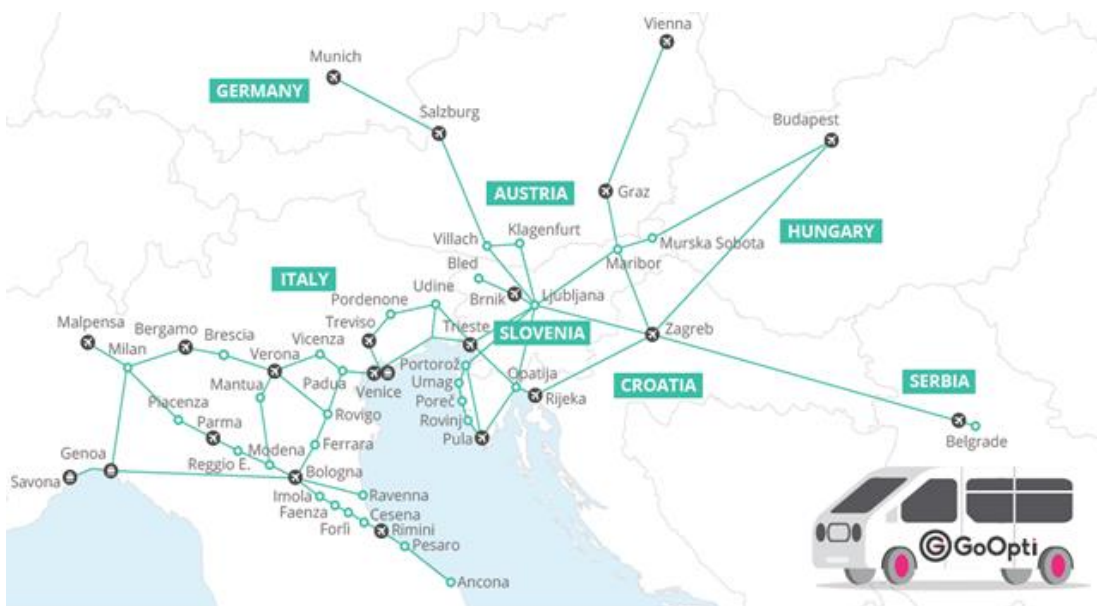 Vienna
Munich
GERMANY
Salzburg
Budapest
AUSTRIA
Graz
Klagenfurt
HUNGARY
Villach
Murska Sobota
Maribor
Bled
ITALY
Udine
Brnik
Ljubljana
Pordenone
Treviso
Trieste
SLOVENIA
Zagreb
Malpensa
Bergamo
Brescia
Vicenza
Milan
Verona
Portorož
Opatija
Mantua
Padua
Venice
Umag
CROATIA
SERBIA
Piacenza
Poreč
Rijeka
Parma
Rovigo
Rovinj
Pula
Belgrade
Genoa
Modena
Ferrara
Reggio E.
Bologna
Savona
Imola
Ravenna
Faenza
Cesena
Forlì
Rimini
Pesaro
Ancona
GoOpti